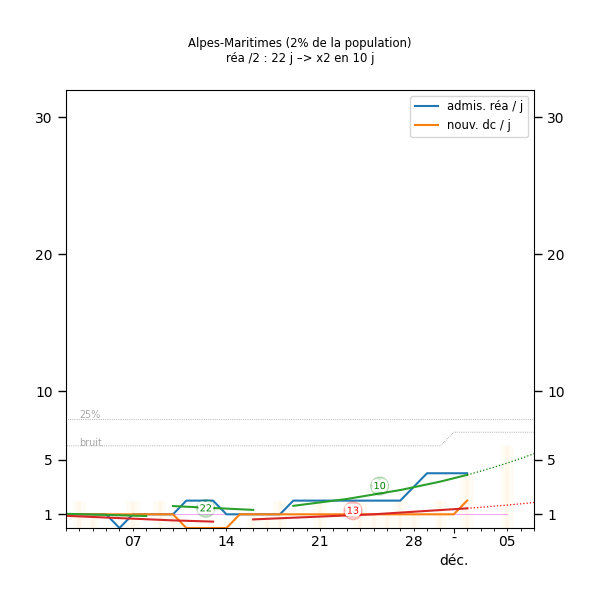 Alpes-Maritimes (2% de la population)
réa /2 : 22 j –> x2 en 10 j
admis. réa / j
nouv. dc / j
30 30
20 20
10 10
25%
bruit
5 5
10
22
13
1 1
07 14 21 28 - 05
déc.